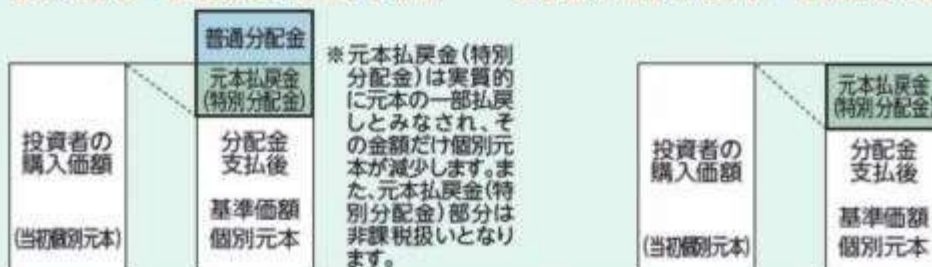 普通分配金
元本払戻金
(特別分配金)
投資者の
購入価額
(当初個別元本)
分配金
支払後
基準価額
個別元本
※元本払戻金(特別
分配金)は実質的
に元本の一部払戻
しとみなされ、そ
の金額だけ個別元
本が減少します。ま
た、元本払戻金(特
別分配金)部分は
非課税扱いとなり
ます。
投資者の
購入価額
(当初個別元本)
元本払戻金
(特別分配金)
分配金
支払後
基準価額
個別元本